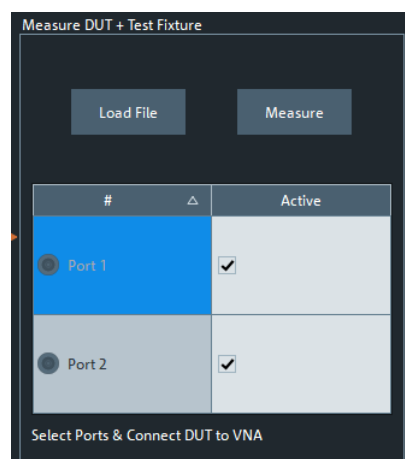 Measure DUT + Test Fixture
Load File Measure
# Active
Port 1
Port 2
Select Ports & Connect DUT to VNA